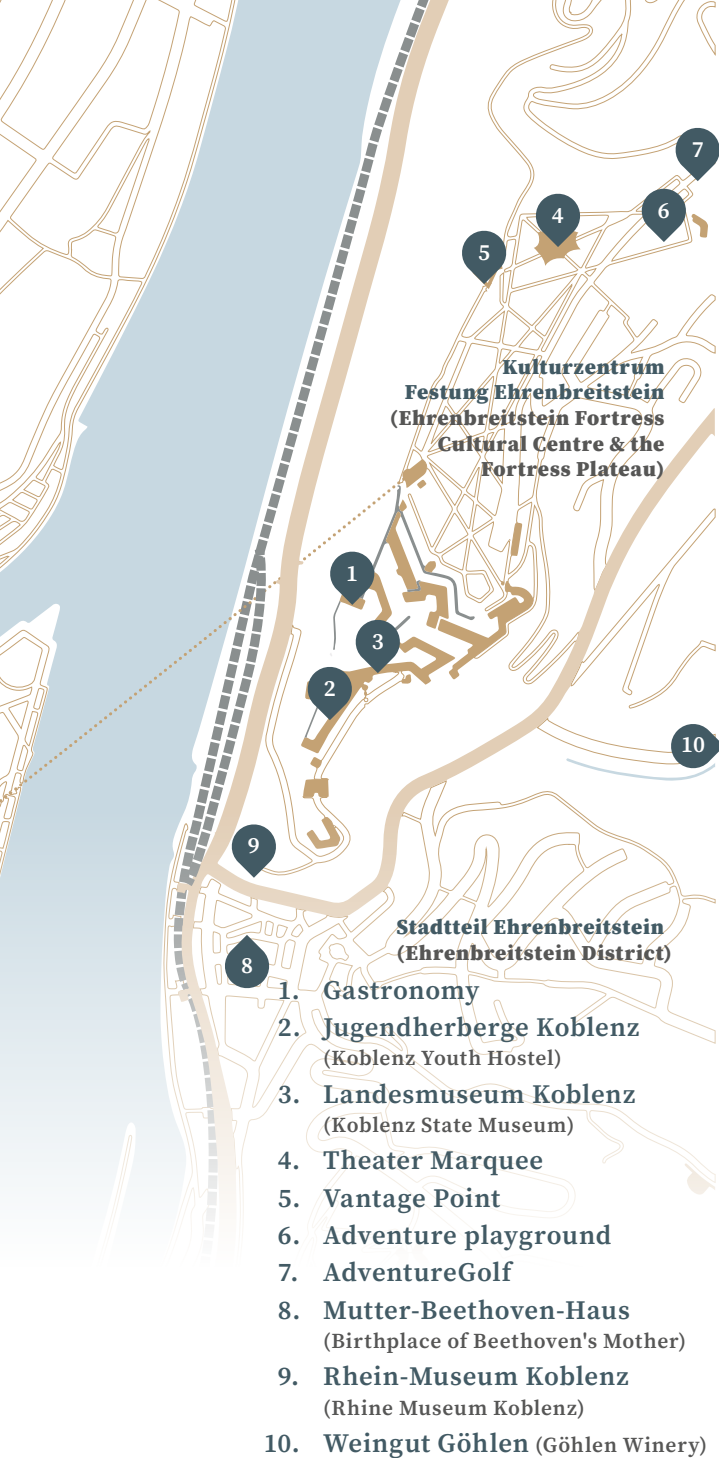 7
6
4
5
Kulturzentrum
Festung Ehrenbreitstein
(Ehrenbreitstein Fortress
Cultural Centre & the
Fortress Plateau)
1
3
2
10
9
Stadtteil Ehrenbreitstein
(Ehrenbreitstein District)
8
1. Gastronomy
2. Jugendherberge Koblenz
(Koblenz Youth Hostel)
3. Landesmuseum Koblenz
(Koblenz State Museum)
4. Theater Marquee
5. Vantage Point
6. Adventure playground
7. AdventureGolf
8. Mutter-Beethoven-Haus
(Birthplace of Beethoven's Mother)
9. Rhein-Museum Koblenz
(Rhine Museum Koblenz)
10. Weingut Göhlen (Göhlen Winery)